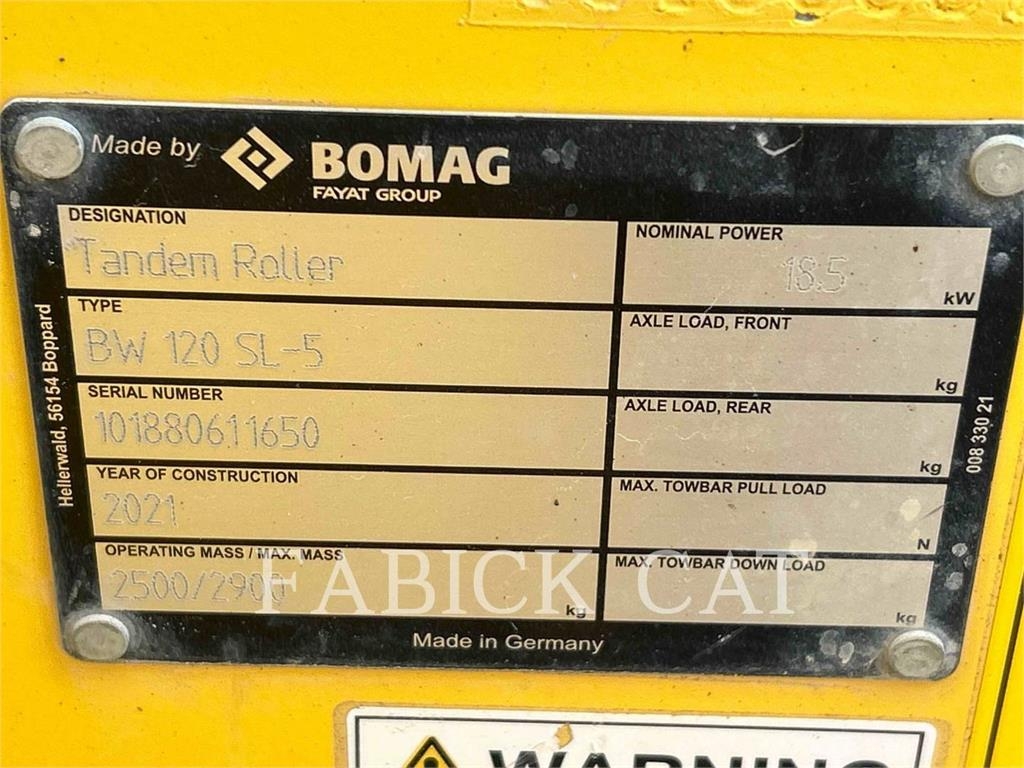 Made by BOMAG
FAYAT GROUP
DESIGNATION
Tandem Roller
TYPE
BW 120 SL-5
SERIAL NUMBER
101880611650
YEAR OF CONSTRUCTION
2021
OPERATING MASS / MAX. MASS
2500/2900
kg
NOMINAL POWER
18.5
kW
AXLE LOAD, FRONT
kg
AXLE LOAD, REAR
kg
MAX. TOWBAR PULL LOAD
N
MAX. TOWBAR DOWN LOAD
kg
Hellerwald, 56154 Boppard
008 330 21
Made in Germany
FABICK CAT
WARNING